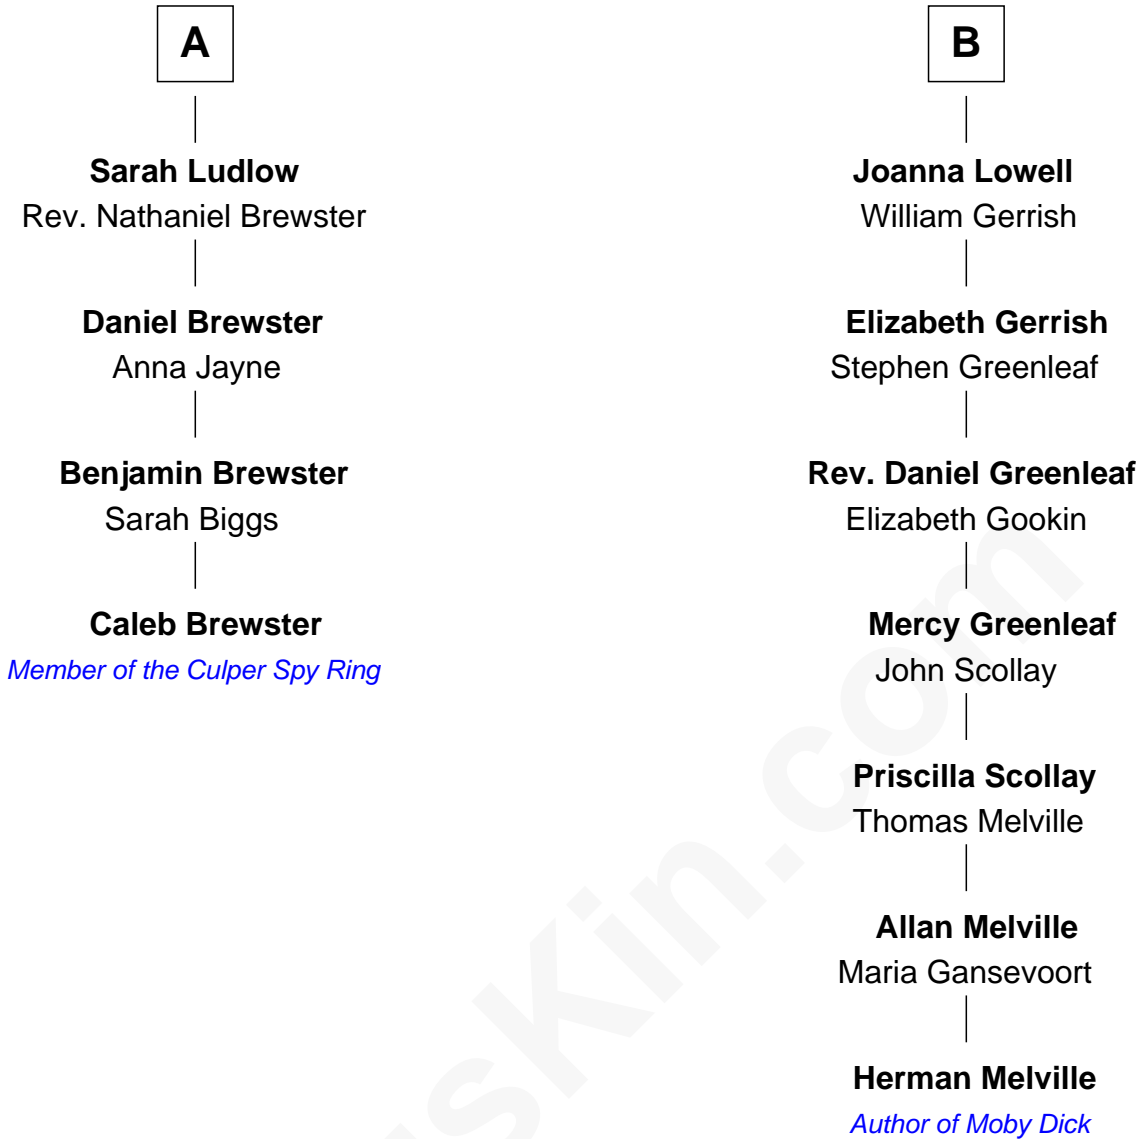 A
Sarah Ludlow
Rev. Nathaniel Brewster
Daniel Brewster
Anna Jayne
Benjamin Brewster
Sarah Biggs
Caleb Brewster
Member of the Culper Spy Ring
B
Joanna Lowell
William Gerrish
Elizabeth Gerrish
Stephen Greenleaf
Rev. Daniel Greenleaf
Elizabeth Gookin
Mercy Greenleaf
John Scollay
Priscilla Scollay
Thomas Melville
Allan Melville
Maria Gansevoort
Herman Melville
Author of Moby Dick